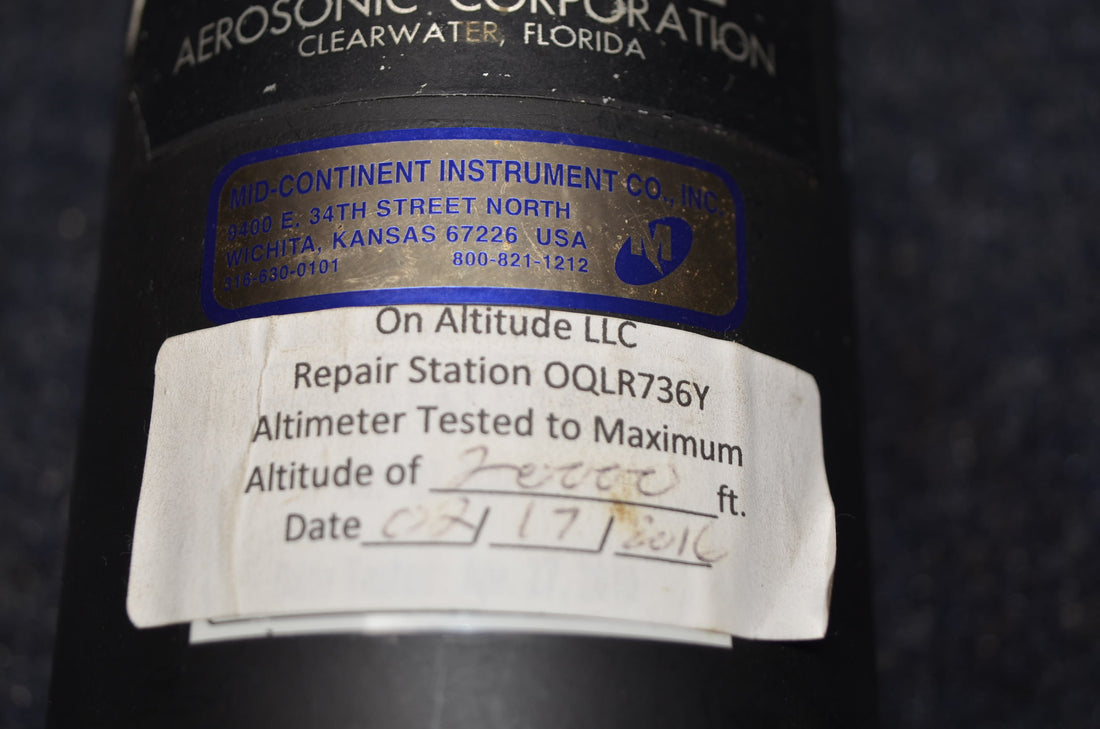 AEROSONIC CORPORATION
CLEARWATER, FLORIDA
MID-CONTINENT INSTRUMENT CO., INC.
9400 E. 34TH STREET NORTH
WICHITA, KANSAS 67226 USA
316-630-0101 800-821-1212
M
On Altitude LLC
Repair Station OQLR736Y
Altimeter Tested to Maximum
Altitude of 20000 ft.
Date 02/17/2016